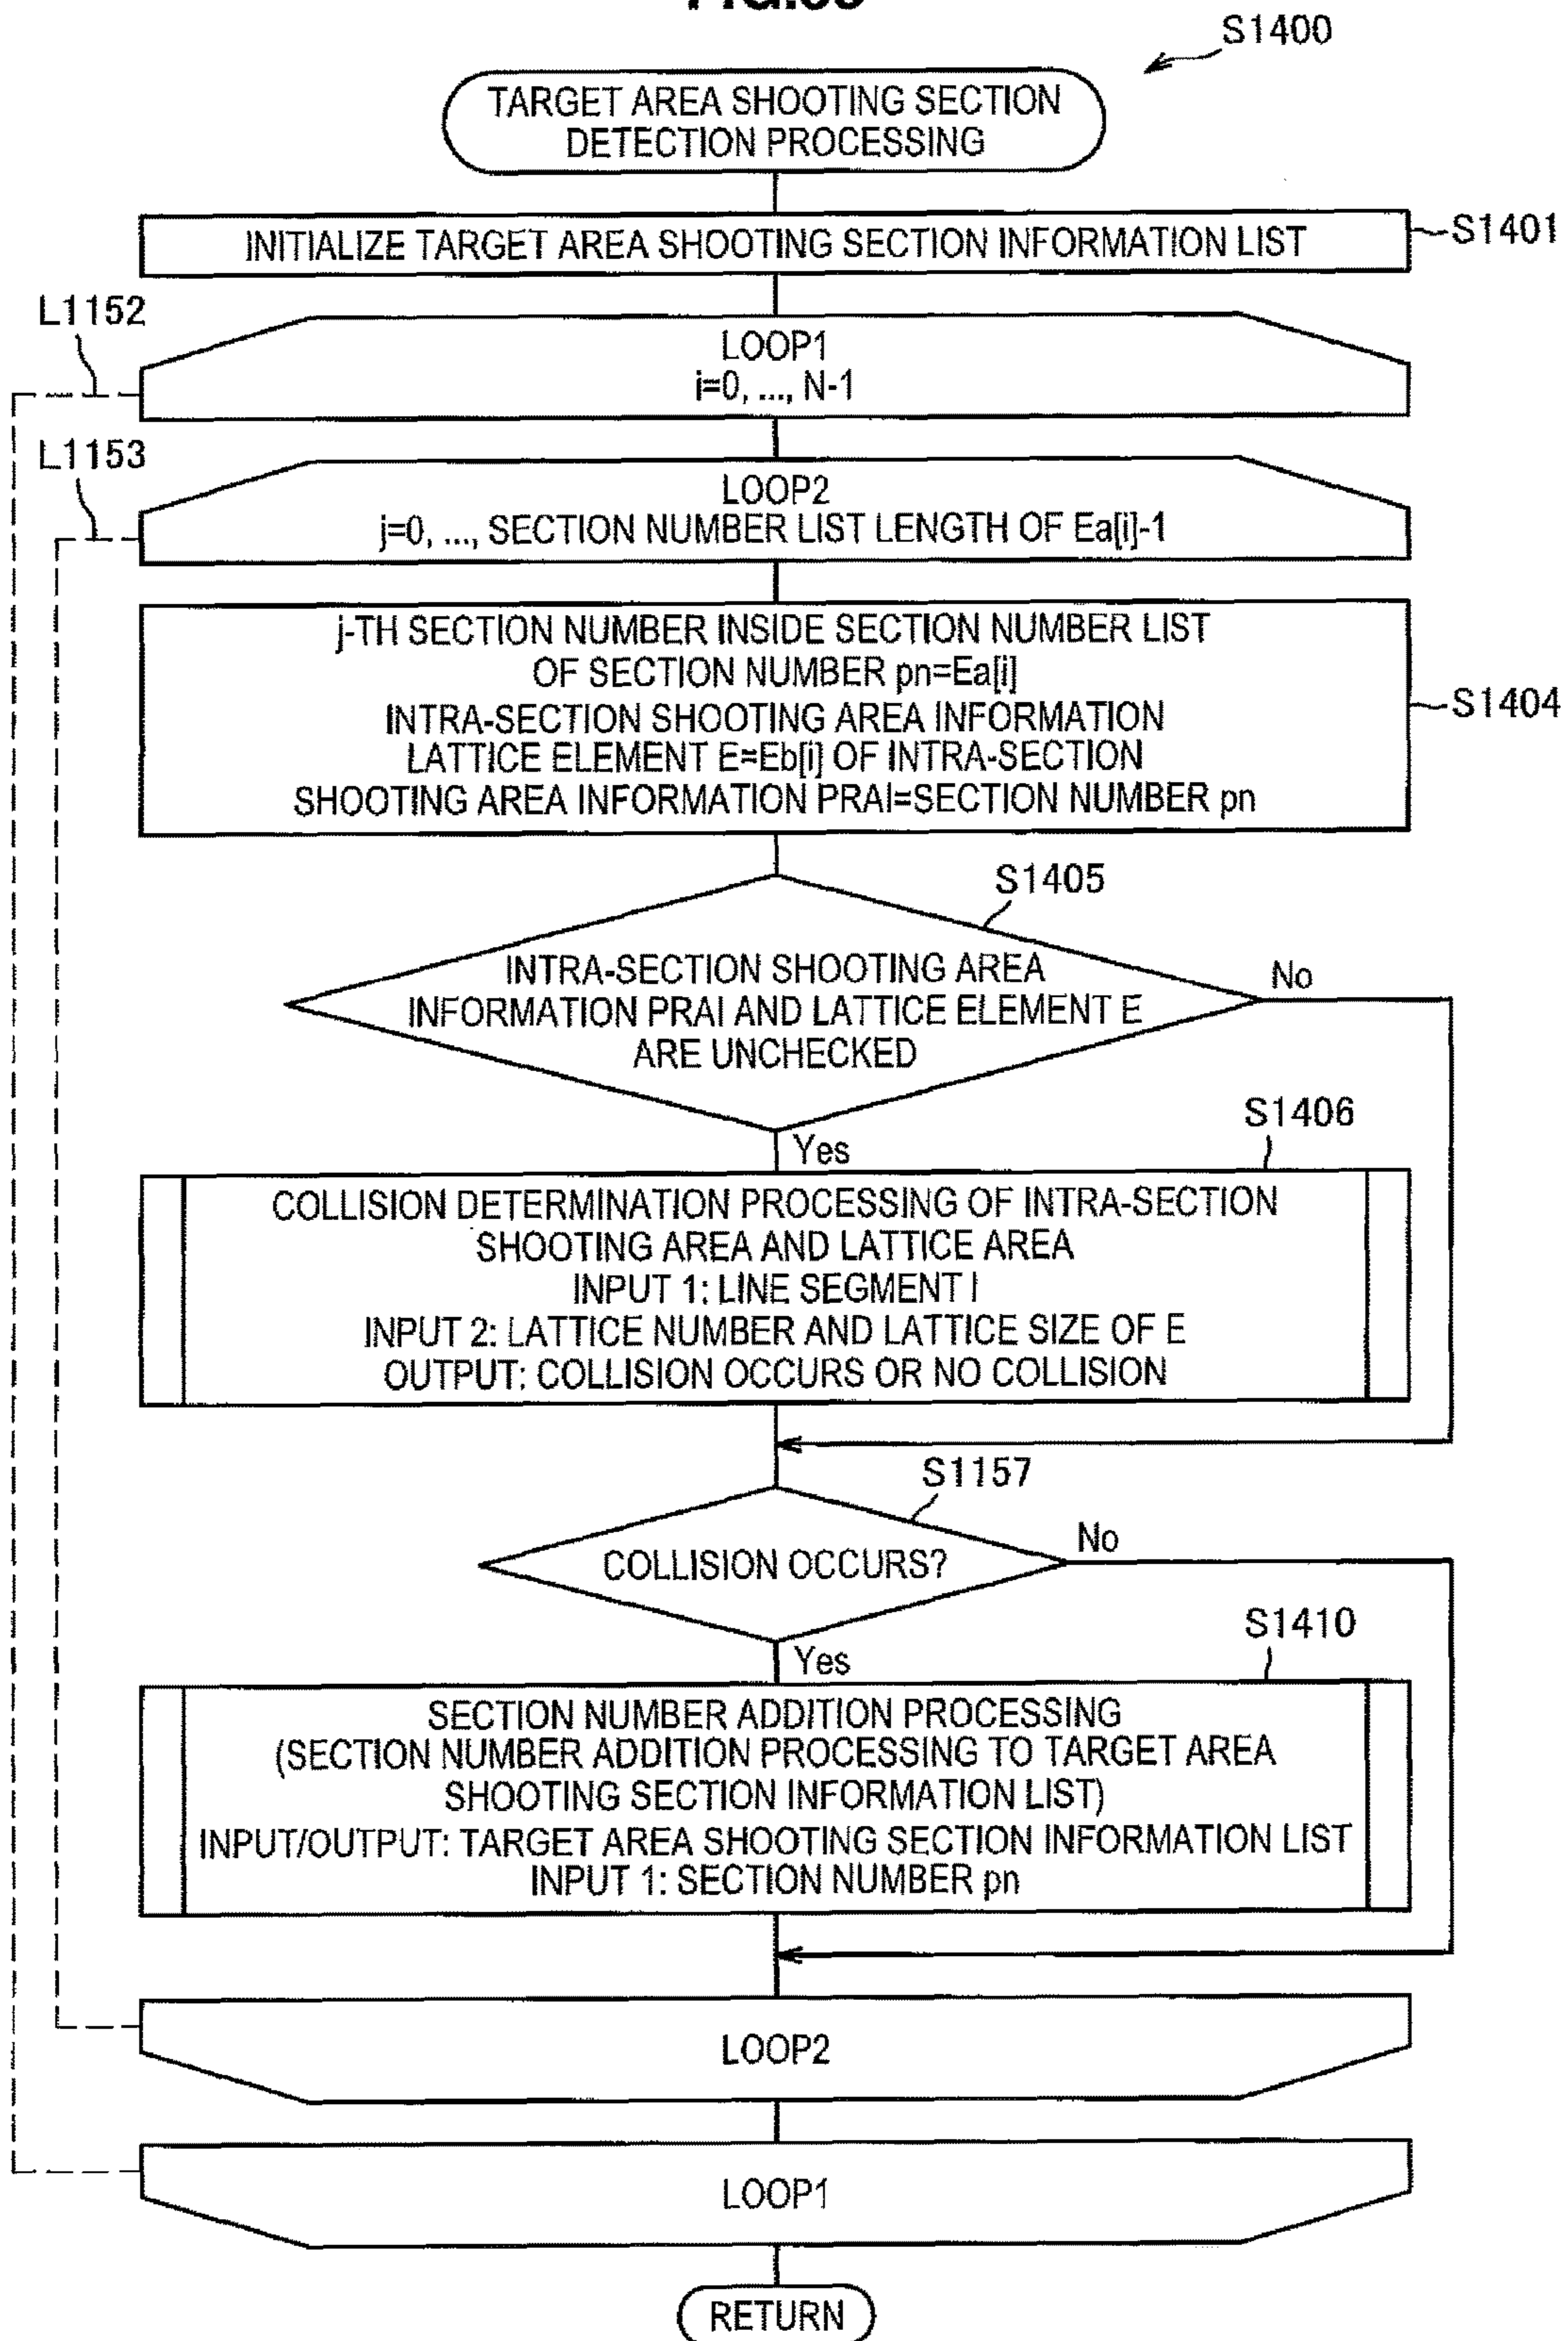 S1400
TARGET AREA SHOOTING SECTION
DETECTION PROCESSING
INITIALIZE TARGET AREA SHOOTING SECTION INFORMATION LIST
S1401
L1152
LOOP1
i=0, ..., N-1
L1153
LOOP2
j=0, ..., SECTION NUMBER LIST LENGTH OF Ea[i]-1
j-TH SECTION NUMBER INSIDE SECTION NUMBER LIST
OF SECTION NUMBER pn=Ea[i]
INTRA-SECTION SHOOTING AREA INFORMATION
LATTICE ELEMENT E=Eb[i] OF INTRA-SECTION
SHOOTING AREA INFORMATION PRAI=SECTION NUMBER pn
S1404
S1405
INTRA-SECTION SHOOTING AREA
INFORMATION PRAI AND LATTICE ELEMENT E
ARE UNCHECKED
No
Yes
S1406
COLLISION DETERMINATION PROCESSING OF INTRA-SECTION
SHOOTING AREA AND LATTICE AREA
INPUT 1: LINE SEGMENT l
INPUT 2: LATTICE NUMBER AND LATTICE SIZE OF E
OUTPUT: COLLISION OCCURS OR NO COLLISION
S1157
COLLISION OCCURS?
No
Yes
S1410
SECTION NUMBER ADDITION PROCESSING
(SECTION NUMBER ADDITION PROCESSING TO TARGET AREA
SHOOTING SECTION INFORMATION LIST)
INPUT/OUTPUT: TARGET AREA SHOOTING SECTION INFORMATION LIST
INPUT 1: SECTION NUMBER pn
LOOP2
LOOP1
RETURN